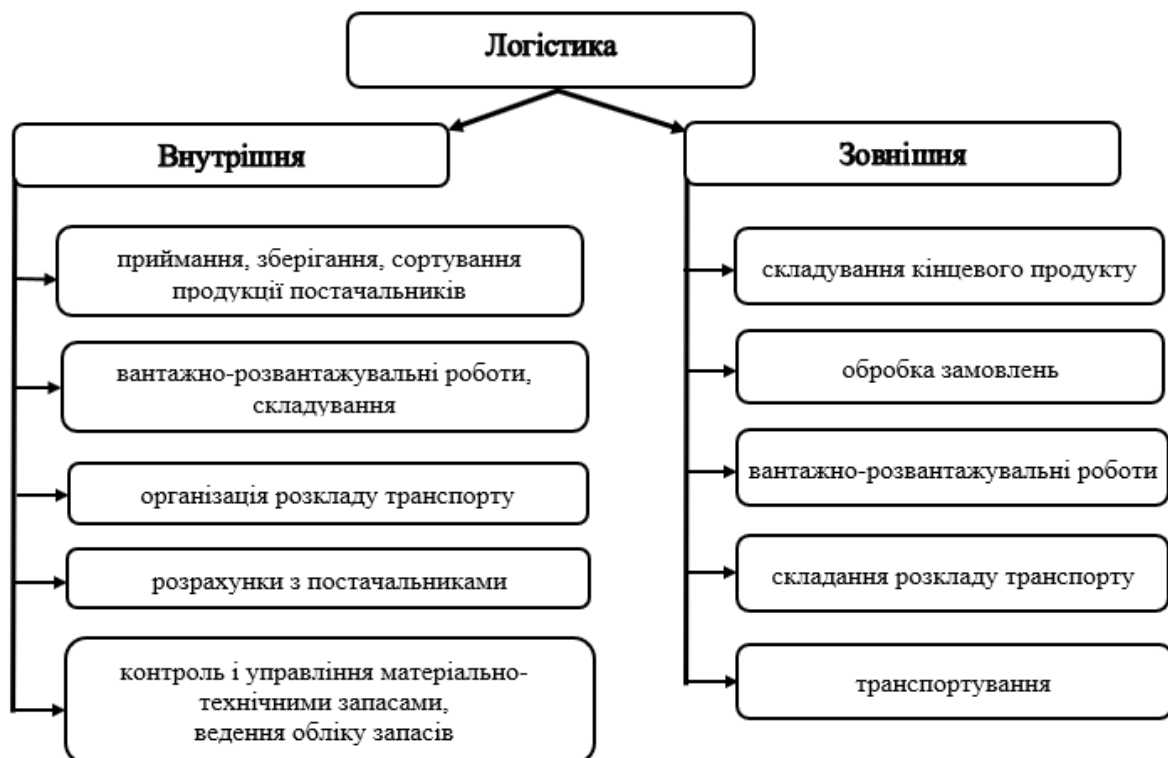 Логістика
Внутрішня
приймання, зберігання, сортування
продукції постачальників
вантажно-розвантажувальні роботи,
складування
організація розкладу транспорту
розрахунки з постачальниками
контроль і управління матеріально-
технічними запасами,
ведення обліку запасів
Зовнішня
складування кінцевого продукту
обробка замовлень
вантажно-розвантажувальні роботи
складання розкладу транспорту
транспортування